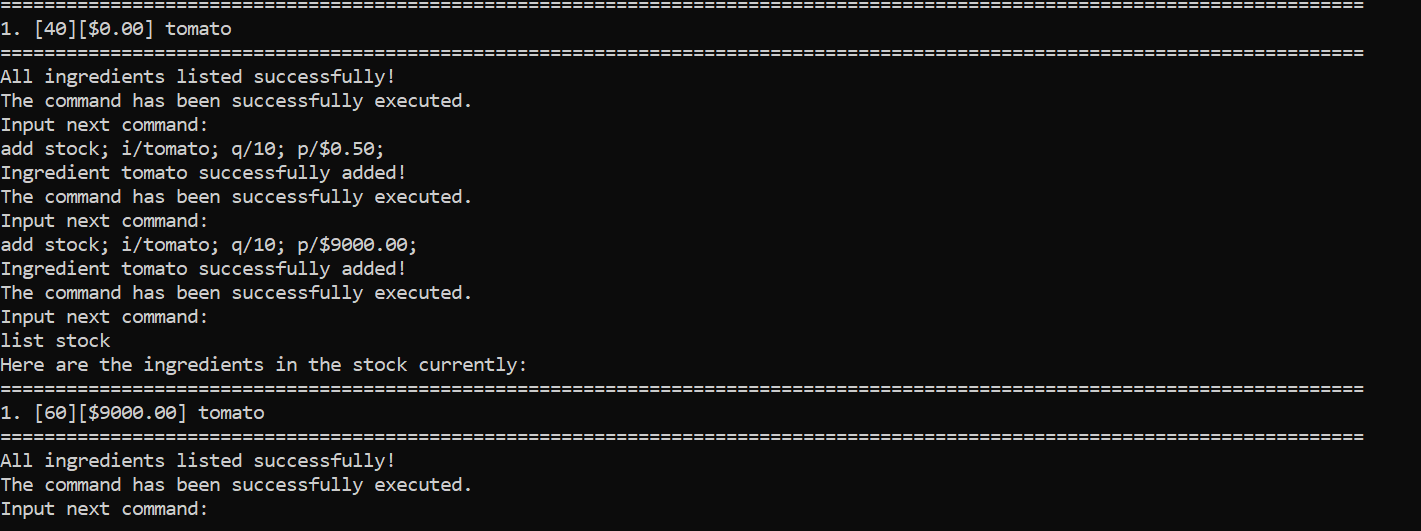 ====================================================================================================================================
1. [40][$0.00] tomato
====================================================================================================================================
All ingredients listed successfully!
The command has been successfully executed.
Input next command:
add stock; i/tomato; q/10; p/$0.50;
Ingredient tomato successfully added!
The command has been successfully executed.
Input next command:
add stock; i/tomato; q/10; p/$9000.00;
Ingredient tomato successfully added!
The command has been successfully executed.
Input next command:
list stock
Here are the ingredients in the stock currently:
============================================================================================================================
1. [60][$9000.00] tomato
============================================================================================================================
All ingredients listed successfully!
The command has been successfully executed.
Input next command: